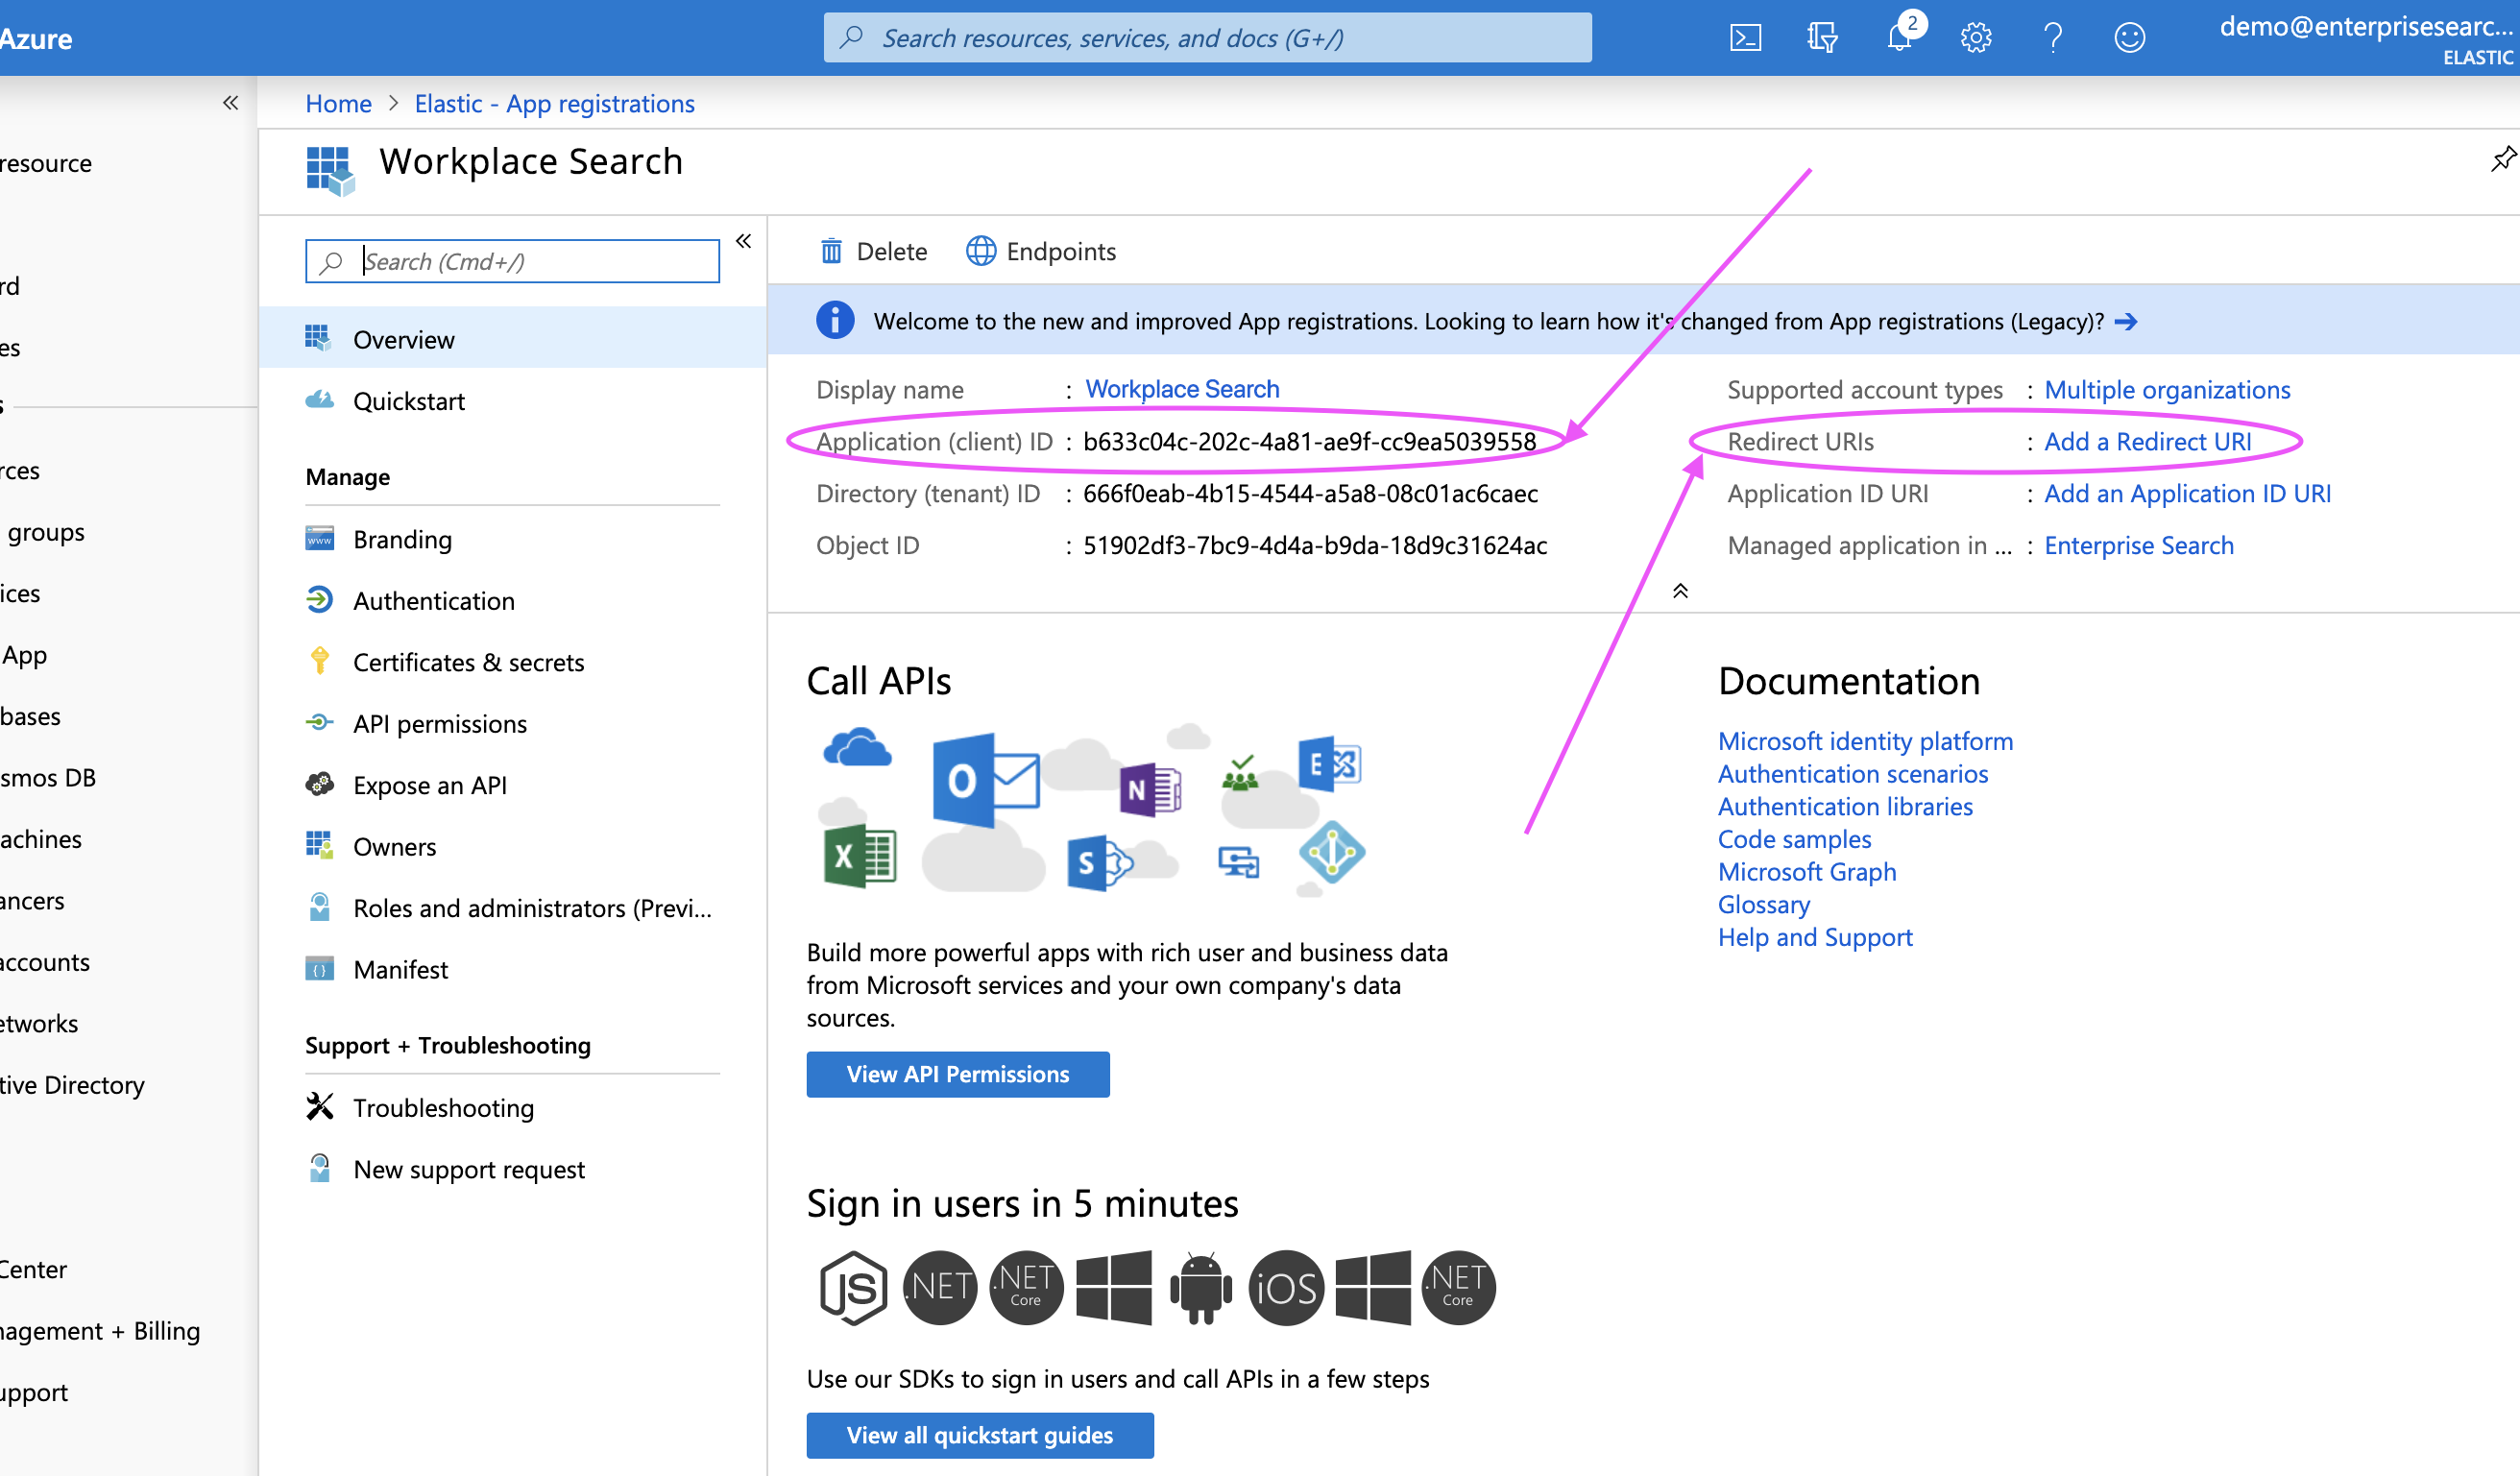 Azure
Search resources, services, and docs (G+/)
2
demo@enterprisesearc...
ELASTIC
Home > Elastic - App registrations
Workplace Search
resource
rd
es
s
rces
groups
ices
App
bases
osmos DB
achines
ancers
accounts
etworks
tive Directory
Center
nagement + Billing
upport
Search (Cmd+/)
Overview
Quickstart
Manage
Branding
Authentication
Certificates & secrets
API permissions
Expose an API
Owners
Roles and administrators (Previ...
Manifest
Support + Troubleshooting
Troubleshooting
New support request
Delete
Endpoints
Welcome to the new and improved App registrations. Looking to learn how it's changed from App registrations (Legacy)?
Display name : Workplace Search
Application (client) ID : b633c04c-202c-4a81-ae9f-cc9ea5039558
Directory (tenant) ID : 666f0eab-4b15-4544-a5a8-08c01ac6caec
Object ID : 51902df3-7bc9-4d4a-b9da-18d9c31624ac
Supported account types : Multiple organizations
Redirect URIs : Add a Redirect URI
Application ID URI : Add an Application ID URI
Managed application in ... : Enterprise Search
Call APIs
Build more powerful apps with rich user and business data
from Microsoft services and your own company's data
sources.
View API Permissions
Documentation
Microsoft identity platform
Authentication scenarios
Authentication libraries
Code samples
Microsoft Graph
Glossary
Help and Support
Sign in users in 5 minutes
JS
.NET
.NET
Core
iOS
.NET
Core
Use our SDKs to sign in users and call APIs in a few steps
View all quickstart guides